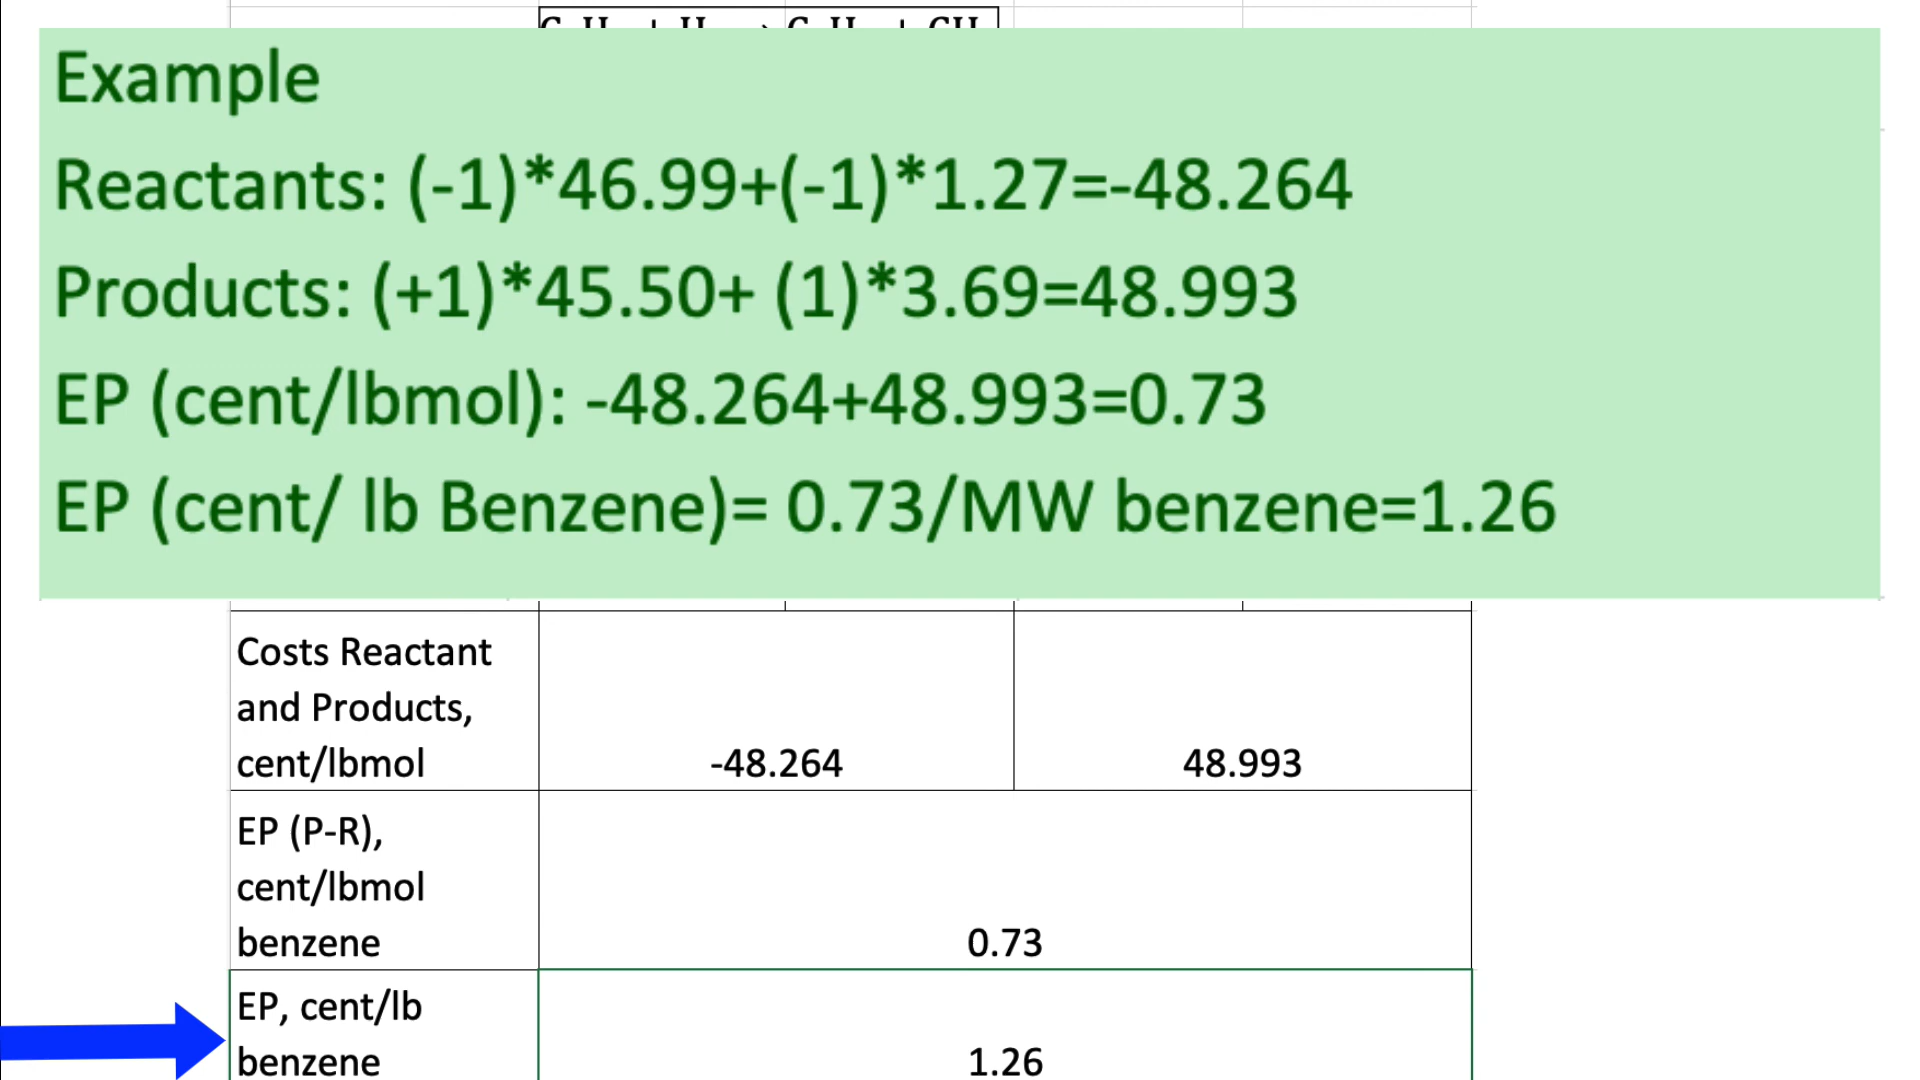 Example
Reactants: (-1)*46.99+(-1)*1.27=-48.264
Products: (+1)*45.50+ (1)*3.69=48.993
EP (cent/lbmol): -48.264+48.993=0.73
EP (cent/ lb Benzene)= 0.73/MW benzene=1.26
Costs Reactant
and Products,
cent/lbmol -48.264 48.993
EP (P-R),
cent/lbmol
benzene 0.73
EP, cent/lb
benzene 1.26